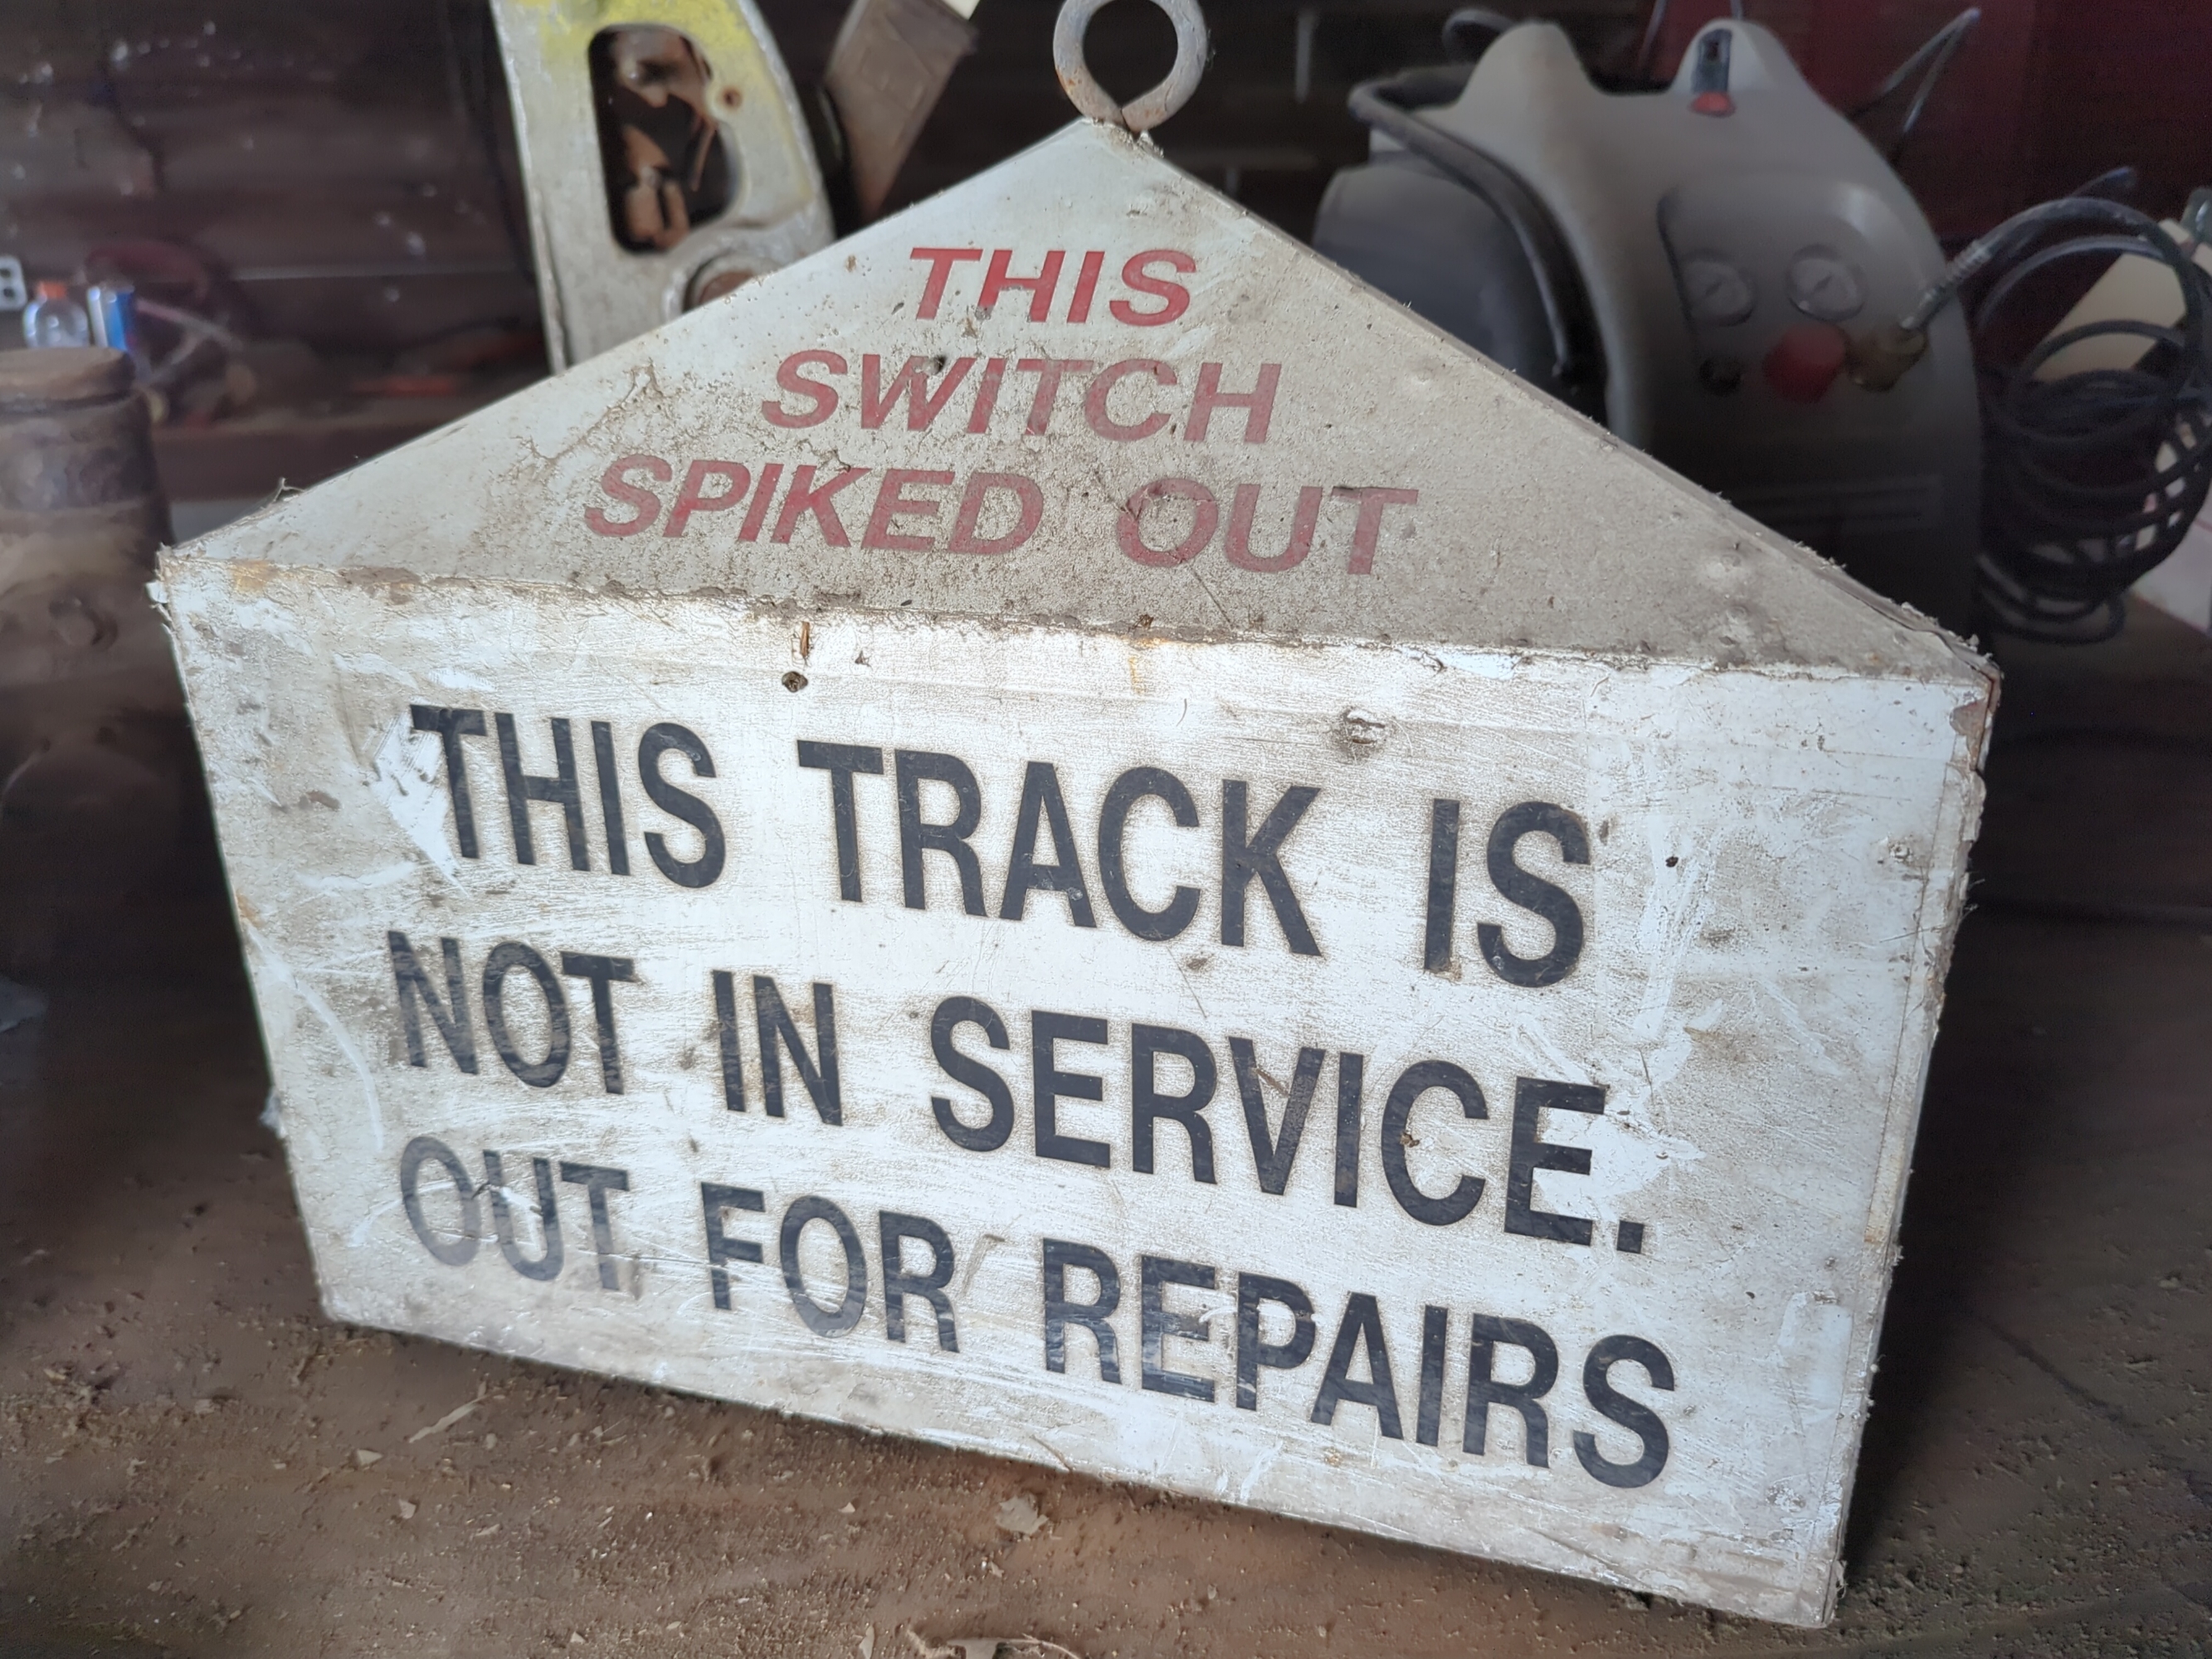 THIS
SWITCH
SPIKED OUT
THIS TRACK IS
NOT IN SERVICE.
OUT FOR REPAIRS